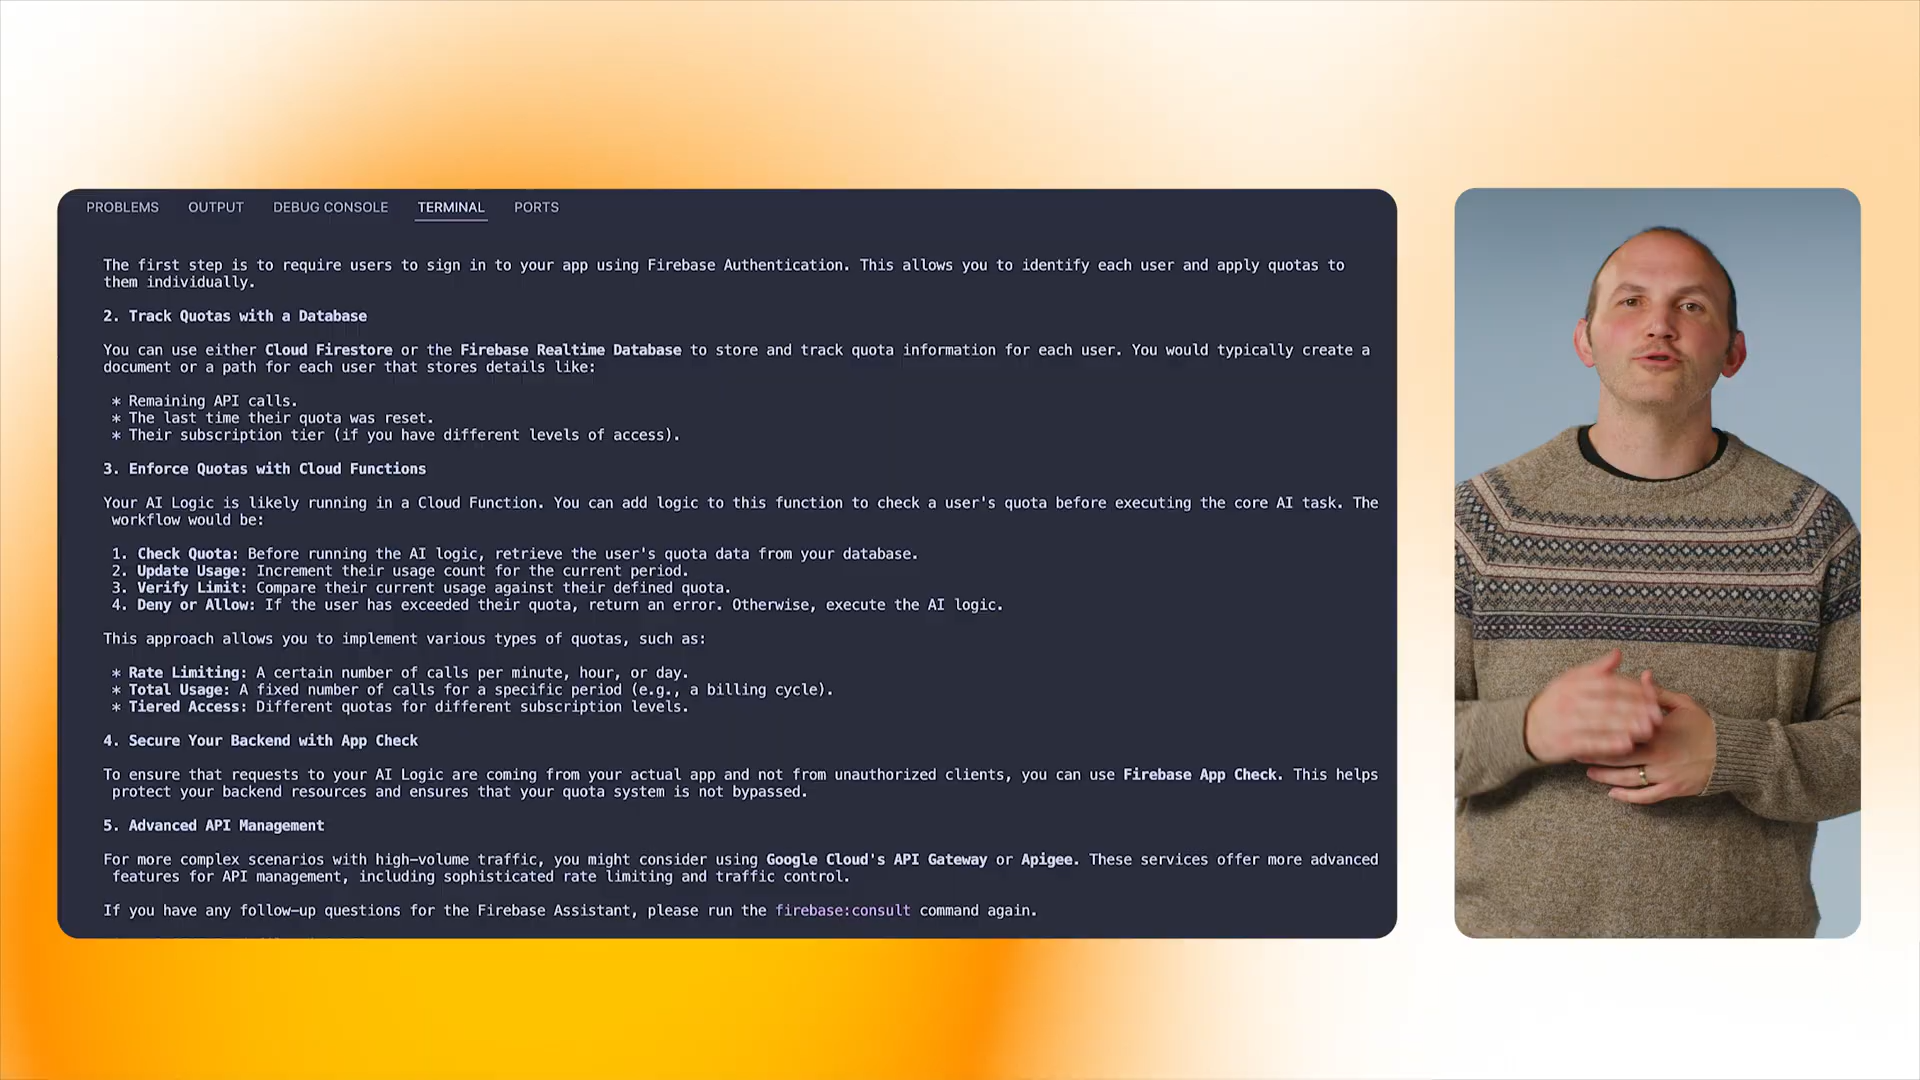 PROBLEMS OUTPUT DEBUG CONSOLE TERMINAL PORTS
The first step is to require users to sign in to your app using Firebase Authentication. This allows you to identify each user and apply quotas to
them individually.
2. Track Quotas with a Database
You can use either Cloud Firestore or the Firebase Realtime Database to store and track quota information for each user. You would typically create a
document or a path for each user that stores details like:
* Remaining API calls.
* The last time their quota was reset.
* Their subscription tier (if you have different levels of access).
3. Enforce Quotas with Cloud Functions
Your AI Logic is likely running in a Cloud Function. You can add logic to this function to check a user's quota before executing the core AI task. The
workflow would be:
1. Check Quota: Before running the AI logic, retrieve the user's quota data from your database.
2. Update Usage: Increment their usage count for the current period.
3. Verify Limit: Compare their current usage against their defined quota.
4. Deny or Allow: If the user has exceeded their quota, return an error. Otherwise, execute the AI logic.
This approach allows you to implement various types of quotas, such as:
* Rate Limiting: A certain number of calls per minute, hour, or day.
* Total Usage: A fixed number of calls for a specific period (e.g., a billing cycle).
* Tiered Access: Different quotas for different subscription levels.
4. Secure Your Backend with App Check
To ensure that requests to your AI Logic are coming from your actual app and not from unauthorized clients, you can use Firebase App Check. This helps
protect your backend resources and ensures that your quota system is not bypassed.
5. Advanced API Management
For more complex scenarios with high-volume traffic, you might consider using Google Cloud's API Gateway or Apigee. These services offer more advanced
features for API management, including sophisticated rate limiting and traffic control.
If you have any follow-up questions for the Firebase Assistant, please run the firebase:consult command again.